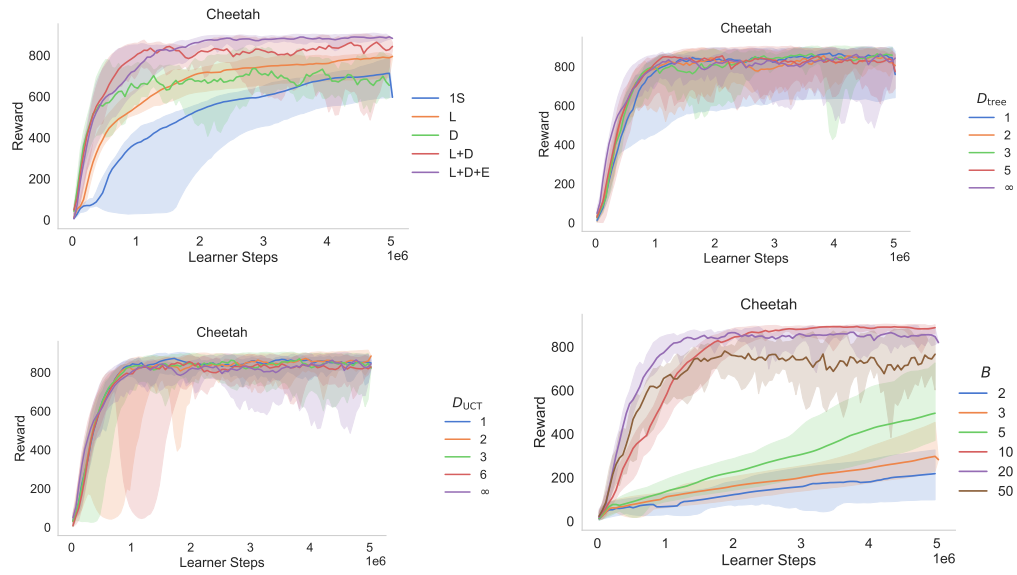 Cheetah
Reward
800
600
400
200
0
0 1 2 3 4 5
1e6
Learner Steps
1S
L
D
L+D
L+D+E
Cheetah
Reward
800
600
400
200
0
0 1 2 3 4 5
1e6
Learner Steps
Dtree
1
2
3
5
∞
Cheetah
Reward
800
600
400
200
0
0 1 2 3 4 5
1e6
Learner Steps
DUCT
1
2
3
6
∞
Cheetah
Reward
800
600
400
200
0
0 1 2 3 4 5
1e6
Learner Steps
B
2
3
5
10
20
50